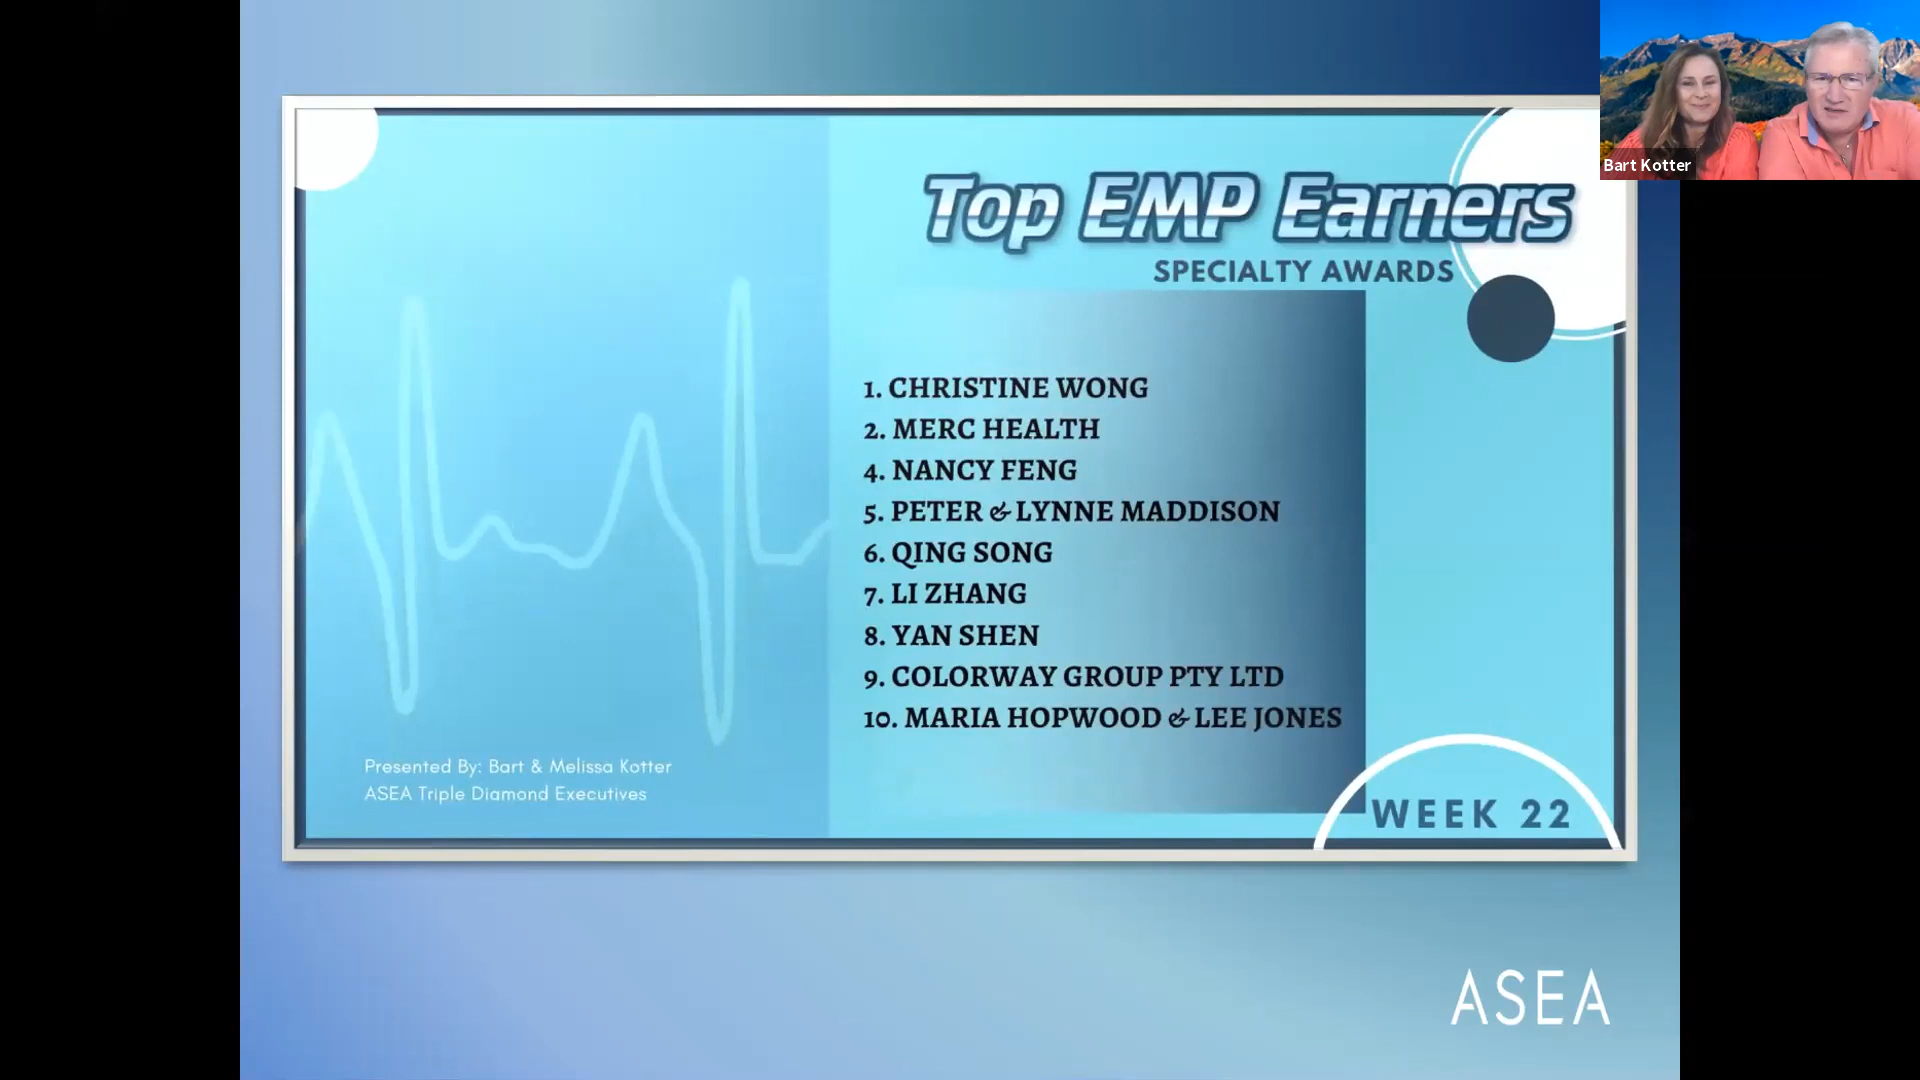 Bart Kotter
Top EMP Earners
SPECIALTY AWARDS
1. CHRISTINE WONG
2. MERC HEALTH
4. NANCY FENG
5. PETER & LYNNE MADDISON
6. QING SONG
7. LI ZHANG
8. YAN SHEN
9. COLORWAY GROUP PTY LTD
10. MARIA HOPWOOD & LEE JONES
Presented By: Bart & Melissa Kotter
ASEA Triple Diamond Executives
WEEK 22
ASEA